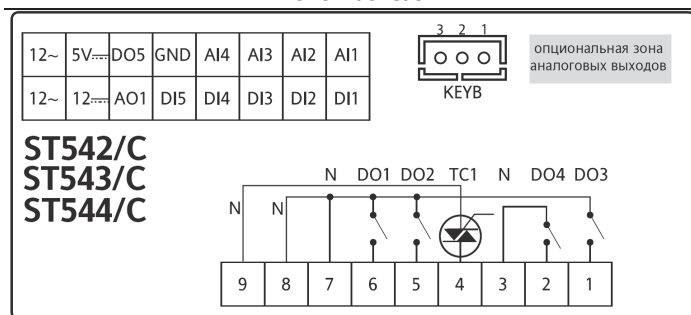 3 2 1
12~ 5V⎓ DO5 GND AI4 AI3 AI2 AI1
12~ 12⎓ AO1 DI5 DI4 DI3 DI2 DI1
KEYB
опциональная зона
аналоговых выходов
ST542/C
ST543/C
ST544/C
N DO1 DO2 TC1 N DO4 DO3
N N
9 8 7 6 5 4 3 2 1